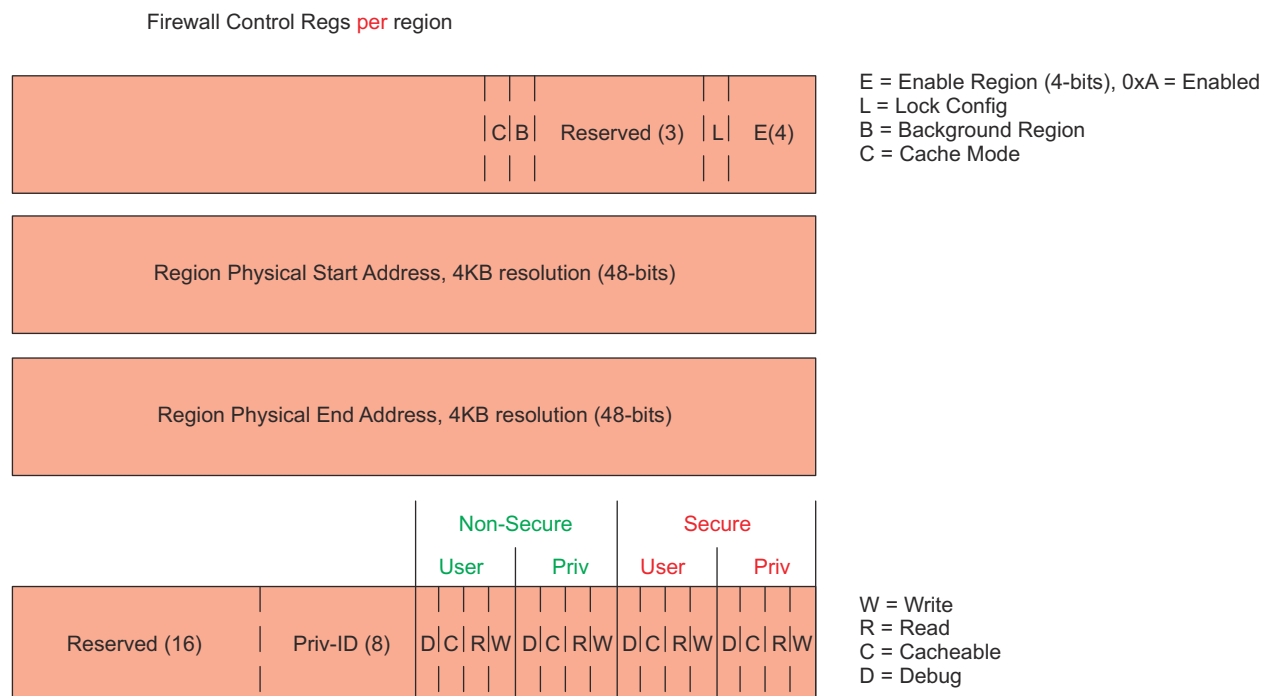 Firewall Control Regs per region
C B Reserved (3) L E(4)
E = Enable Region (4-bits), 0xA = Enabled
L = Lock Config
B = Background Region
C = Cache Mode
Region Physical Start Address, 4KB resolution (48-bits)
Region Physical End Address, 4KB resolution (48-bits)
Non-Secure Secure
User Priv User Priv
Reserved (16) Priv-ID (8) D C R W D C R W D C R W D C R W
W = Write
R = Read
C = Cacheable
D = Debug